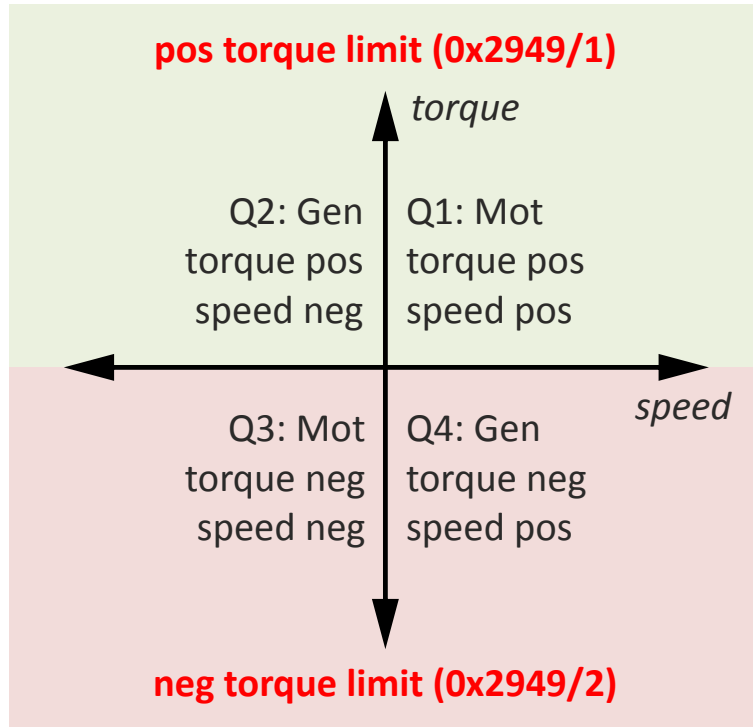 pos torque limit (0x2949/1)
torque
Q2: Gen
torque pos
speed neg
Q1: Mot
torque pos
speed pos
speed
Q3: Mot
torque neg
speed neg
Q4: Gen
torque neg
speed pos
neg torque limit (0x2949/2)